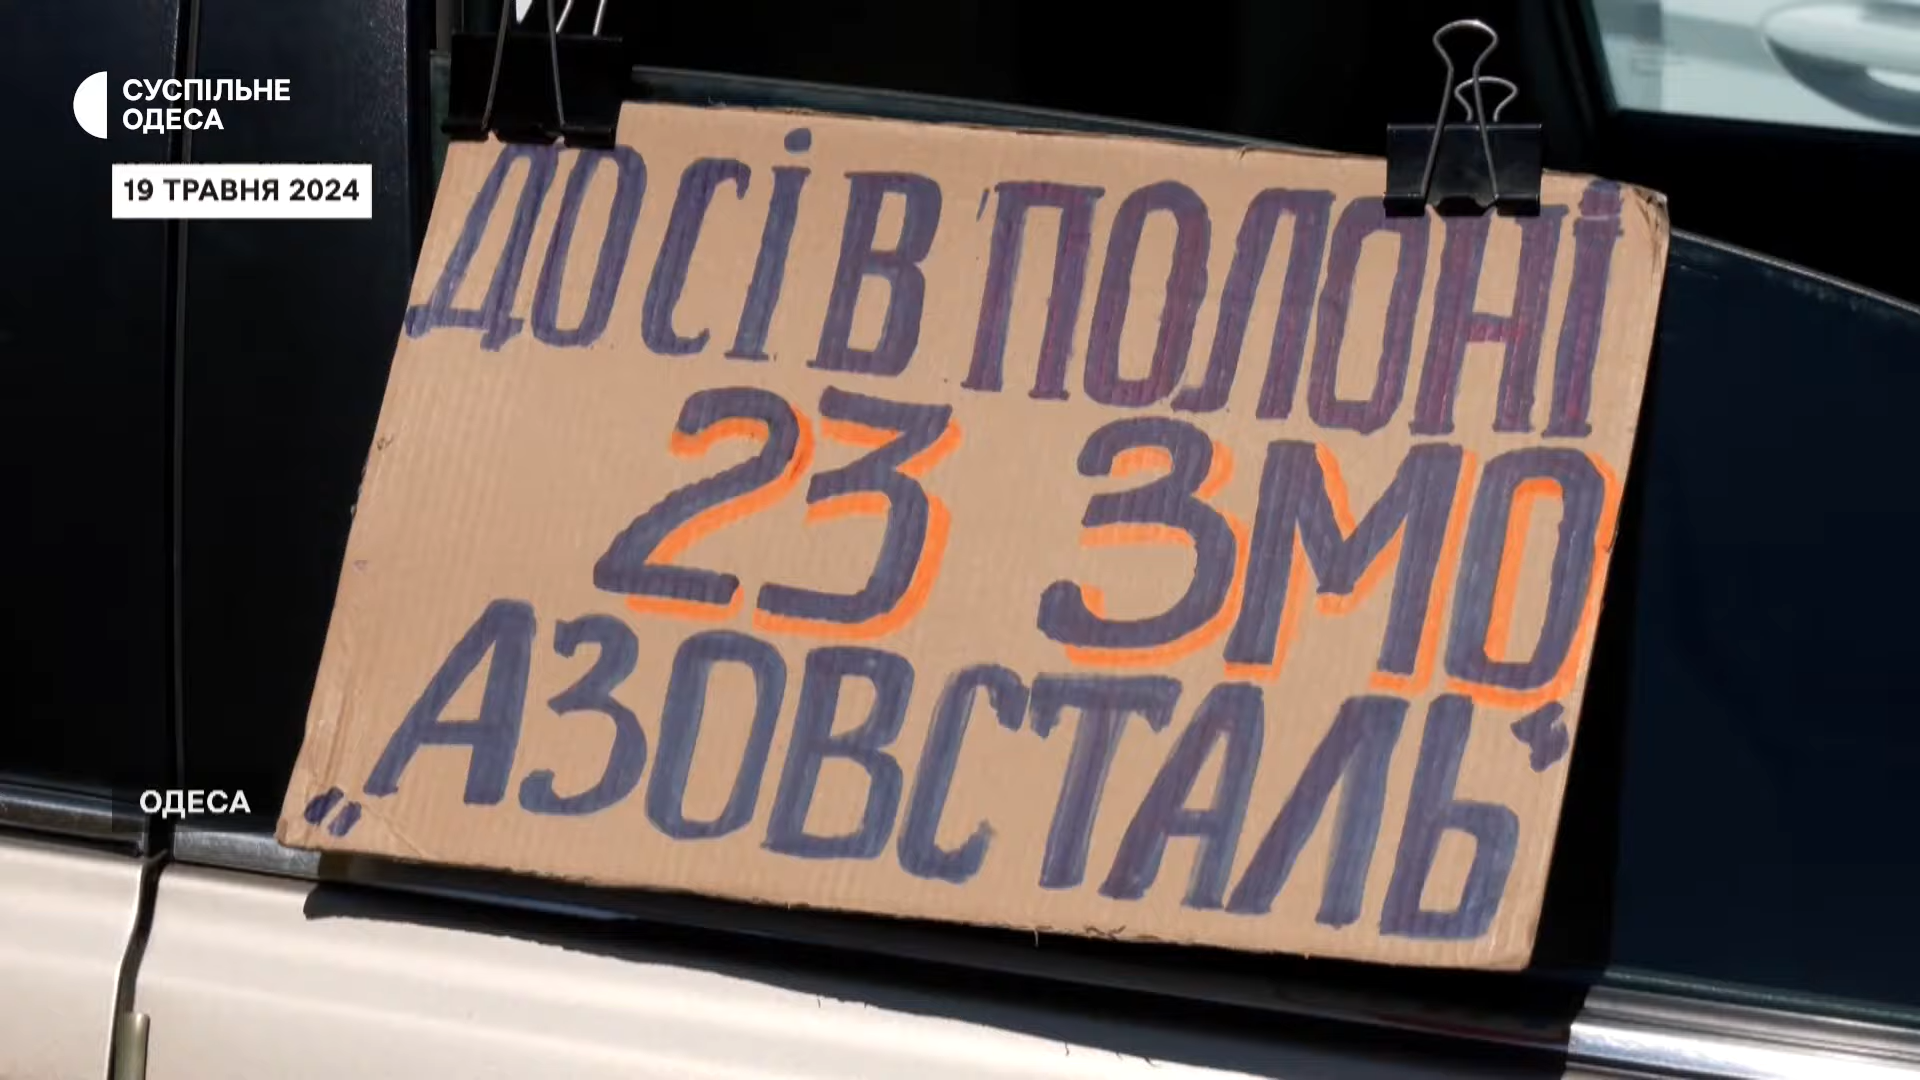 СУСПІЛЬНЕ
ОДЕСА
19 ТРАВНЯ 2024
ДОСІ В ПОЛОНІ
23 ЗМО
„АЗОВСТАЛЬ“
ОДЕСА